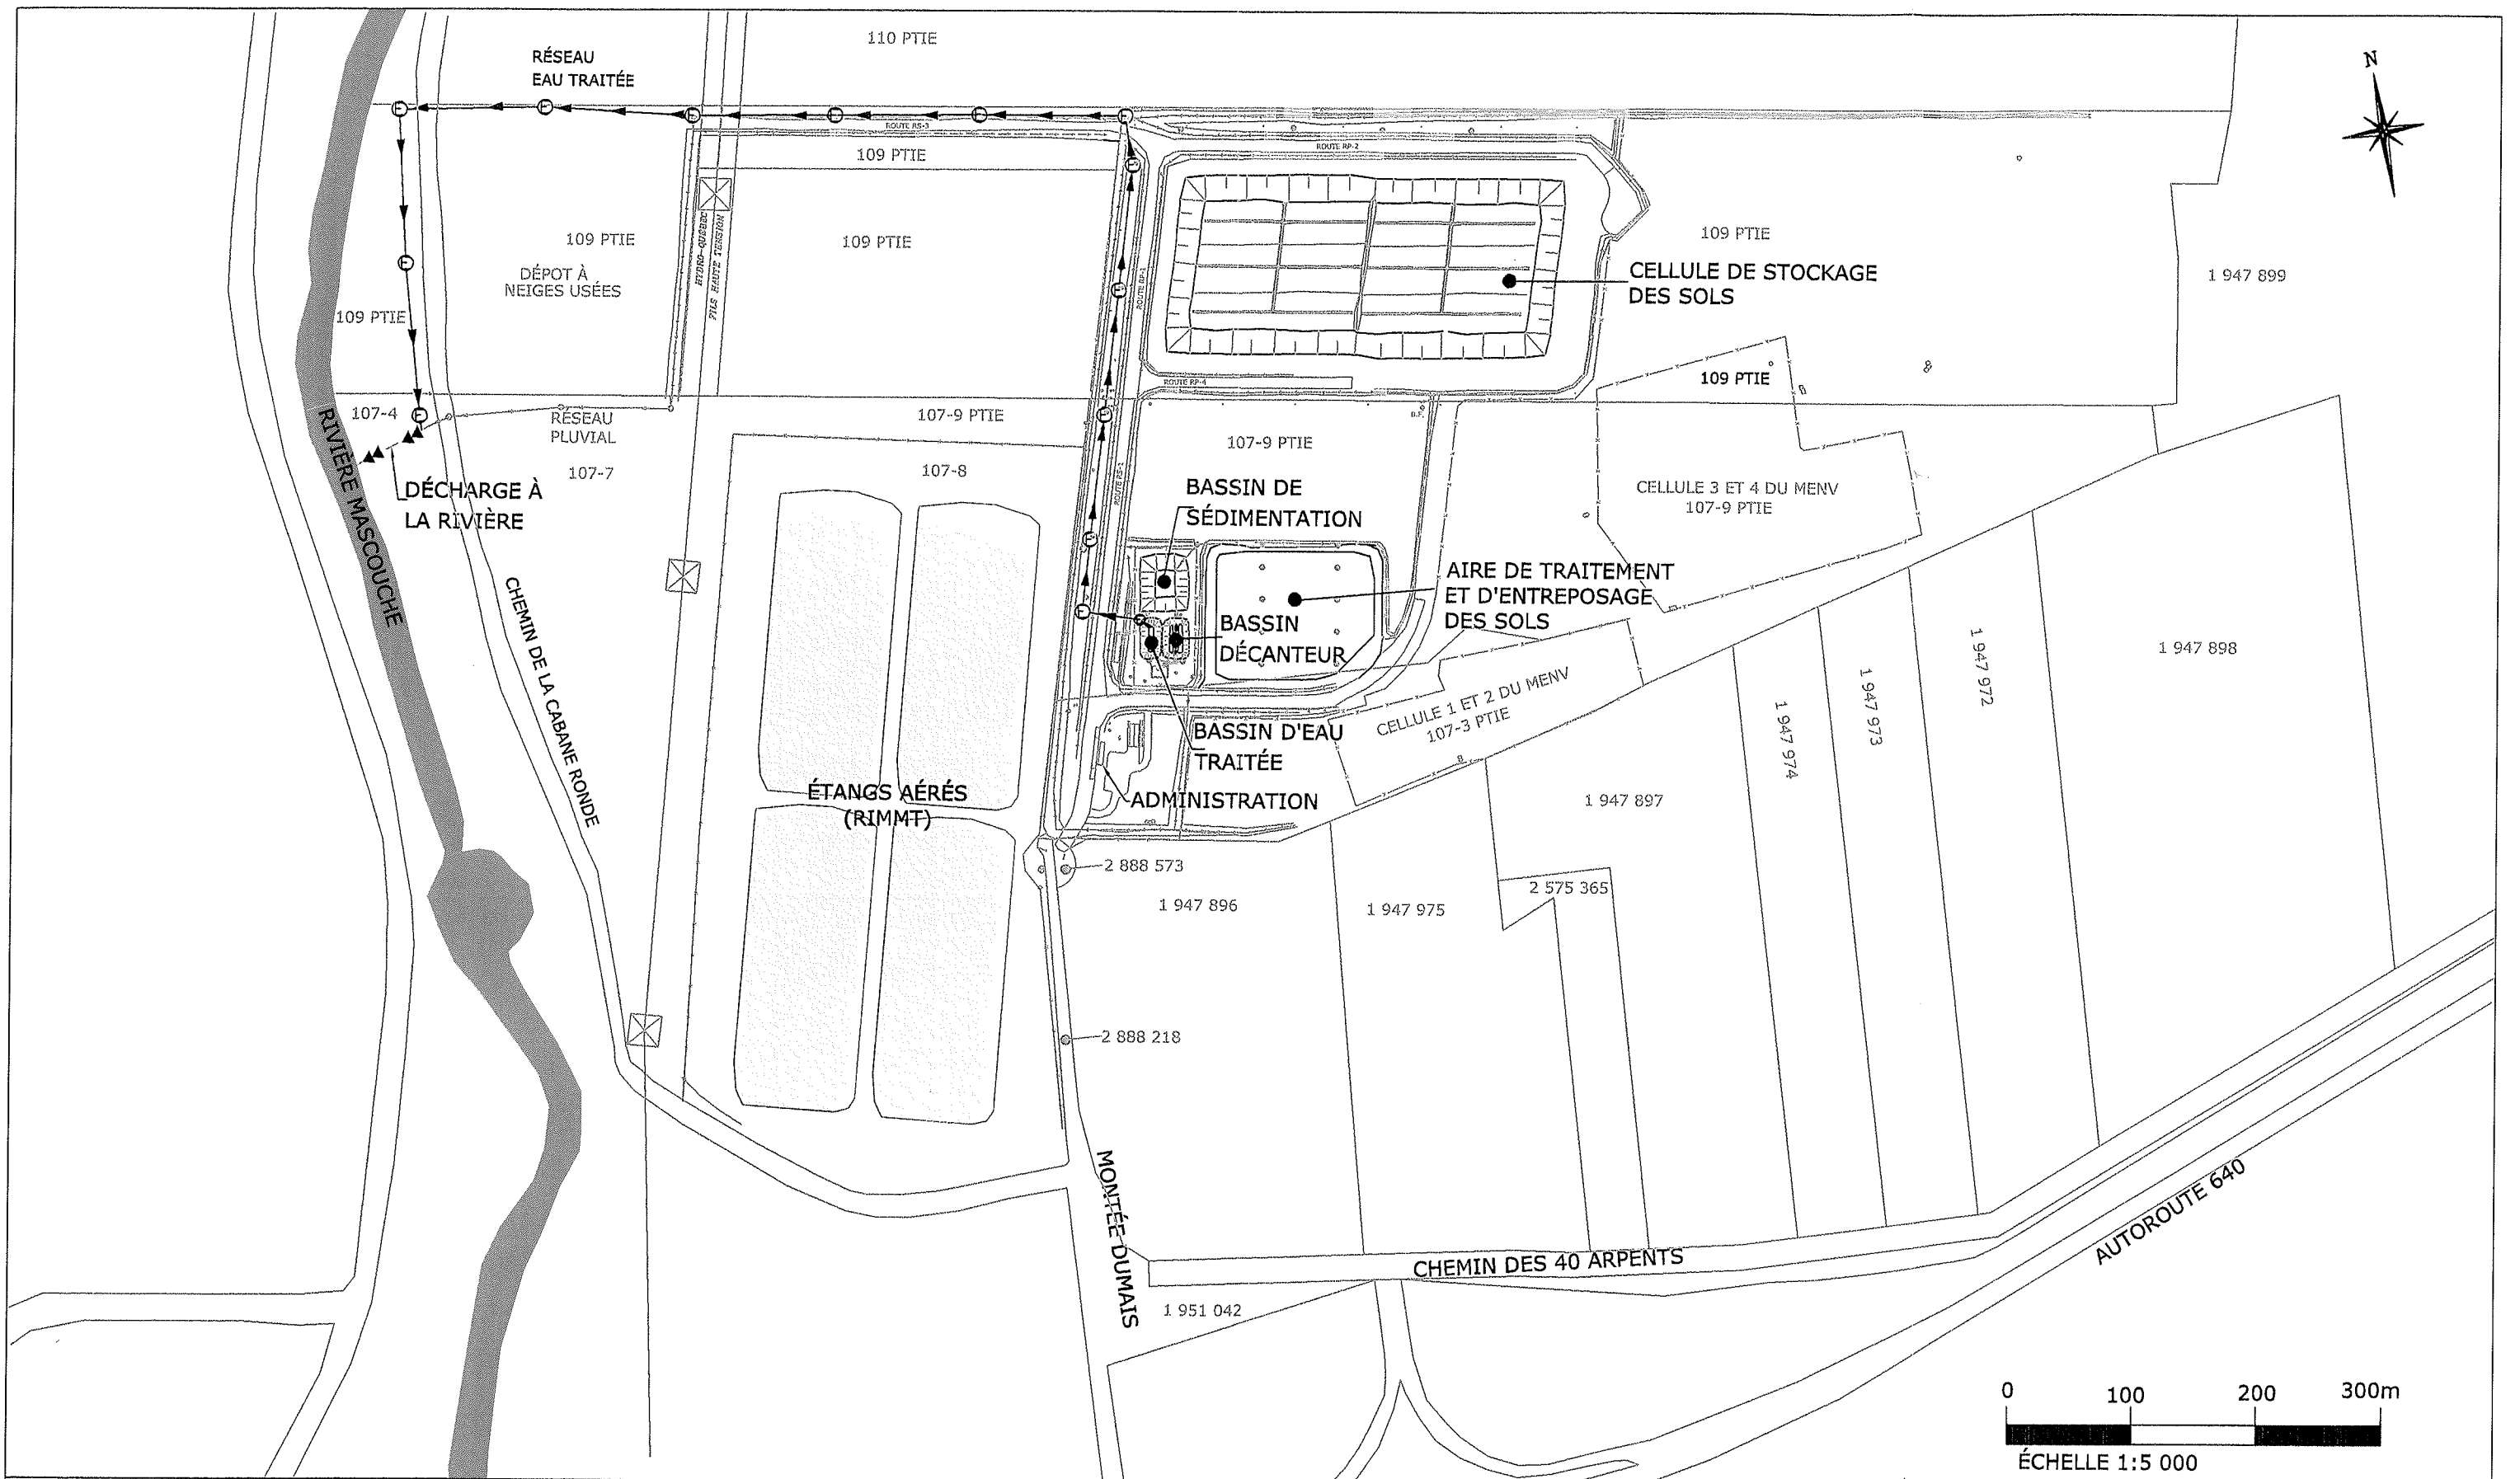 110 PTIE
RÉSEAU
EAU TRAITÉE
N
ROUTE RS-3
ROUTE RP-2
109 PTIE
109 PTIE
109 PTIE
109 PTIE
DÉPOT À
NEIGES USÉES
HYDRO-QUÉBEC
FILS HAUTE TENSION
ROUTE RP-1
CELLULE DE STOCKAGE
DES SOLS
1 947 899
109 PTIE
ROUTE RP-4
109 PTIE
107-4
RÉSEAU
PLUVIAL
107-9 PTIE
B.F.
107-9 PTIE
107-7
107-8
ROUTE RS-1
DÉCHARGE À
LA RIVIÈRE
RIVIÈRE MASCOUCHE
BASSIN DE
SÉDIMENTATION
CELLULE 3 ET 4 DU MENV
107-9 PTIE
AIRE DE TRAITEMENT
ET D'ENTREPOSAGE
DES SOLS
BASSIN
DÉCANTEUR
CHEMIN DE LA CABANE RONDE
CELLULE 1 ET 2 DU MENV
107-3 PTIE
1 947 974
1 947 973
1 947 972
1 947 898
BASSIN D'EAU
TRAITÉE
ÉTANGS AÉRÉS
(RIMMT)
ADMINISTRATION
1 947 897
2 888 573
1 947 896
1 947 975
2 575 365
2 888 218
MONTÉE DUMAIS
CHEMIN DES 40 ARPENTS
AUTOROUTE 640
1 951 042
0 100 200 300m
ÉCHELLE 1:5 000